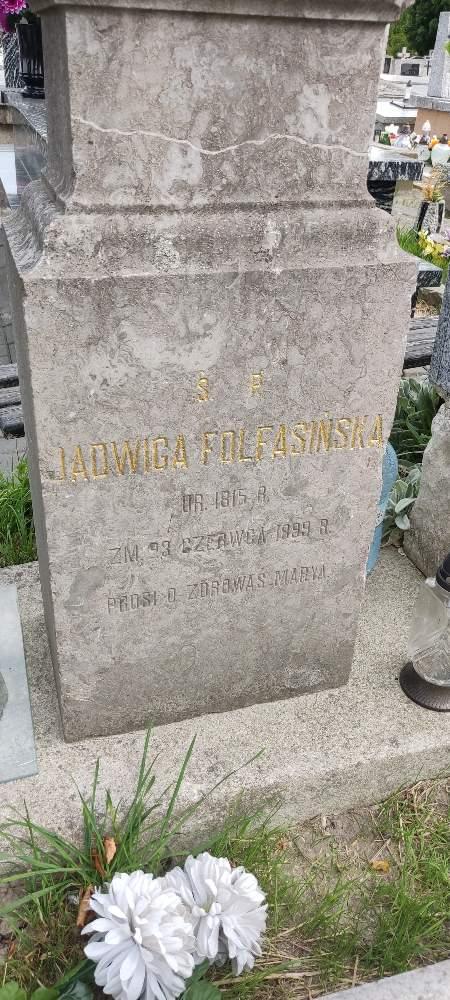 Ś P
JADWIGA FOLFASIŃSKA
UR. 1815 R.
ZM. 23 CZERWCA 1899 R.
PROSI O ZDROWAŚ-MARYA